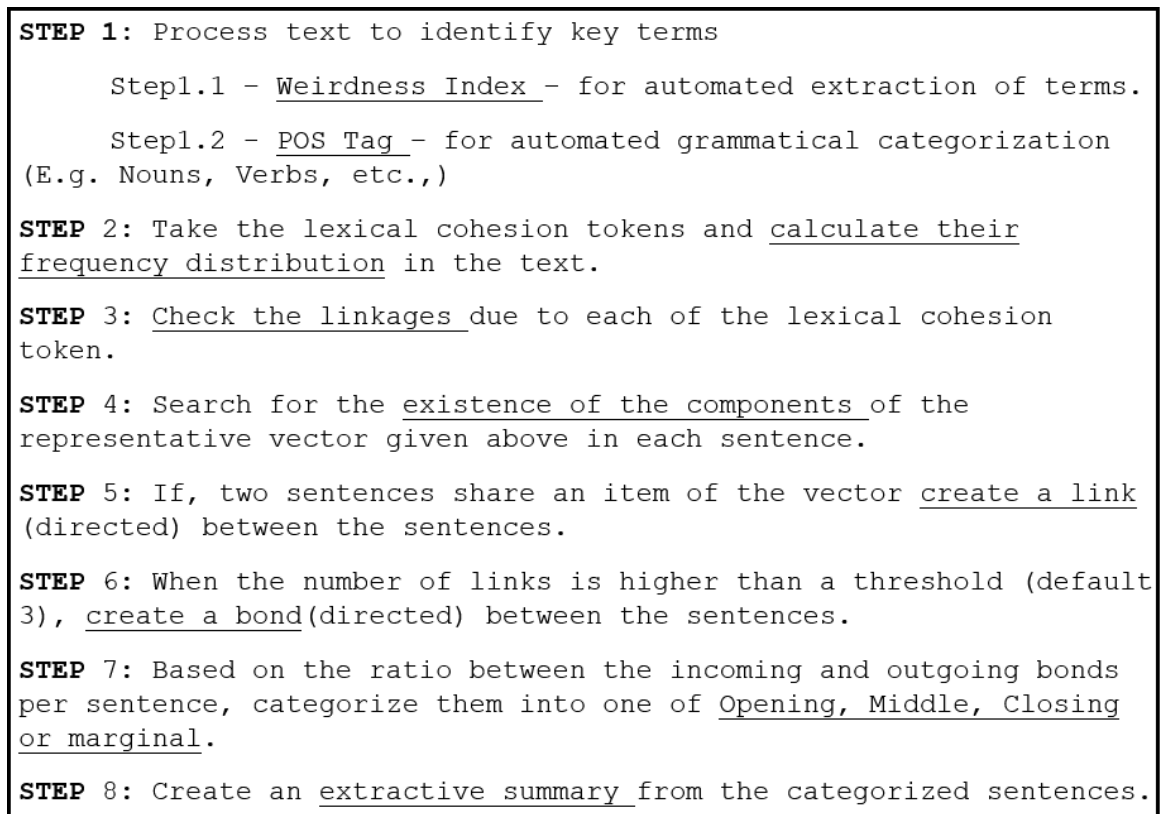 STEP 1: Process text to identify key terms
Step1.1 – Weirdness Index – for automated extraction of terms.
Step1.2 – POS Tag – for automated grammatical categorization
(E.g. Nouns, Verbs, etc.,)
STEP 2: Take the lexical cohesion tokens and calculate their
frequency distribution in the text.
STEP 3: Check the linkages due to each of the lexical cohesion
token.
STEP 4: Search for the existence of the components of the
representative vector given above in each sentence.
STEP 5: If, two sentences share an item of the vector create a link
(directed) between the sentences.
STEP 6: When the number of links is higher than a threshold (default
3), create a bond(directed) between the sentences.
STEP 7: Based on the ratio between the incoming and outgoing bonds
per sentence, categorize them into one of Opening, Middle, Closing
or marginal.
STEP 8: Create an extractive summary from the categorized sentences.